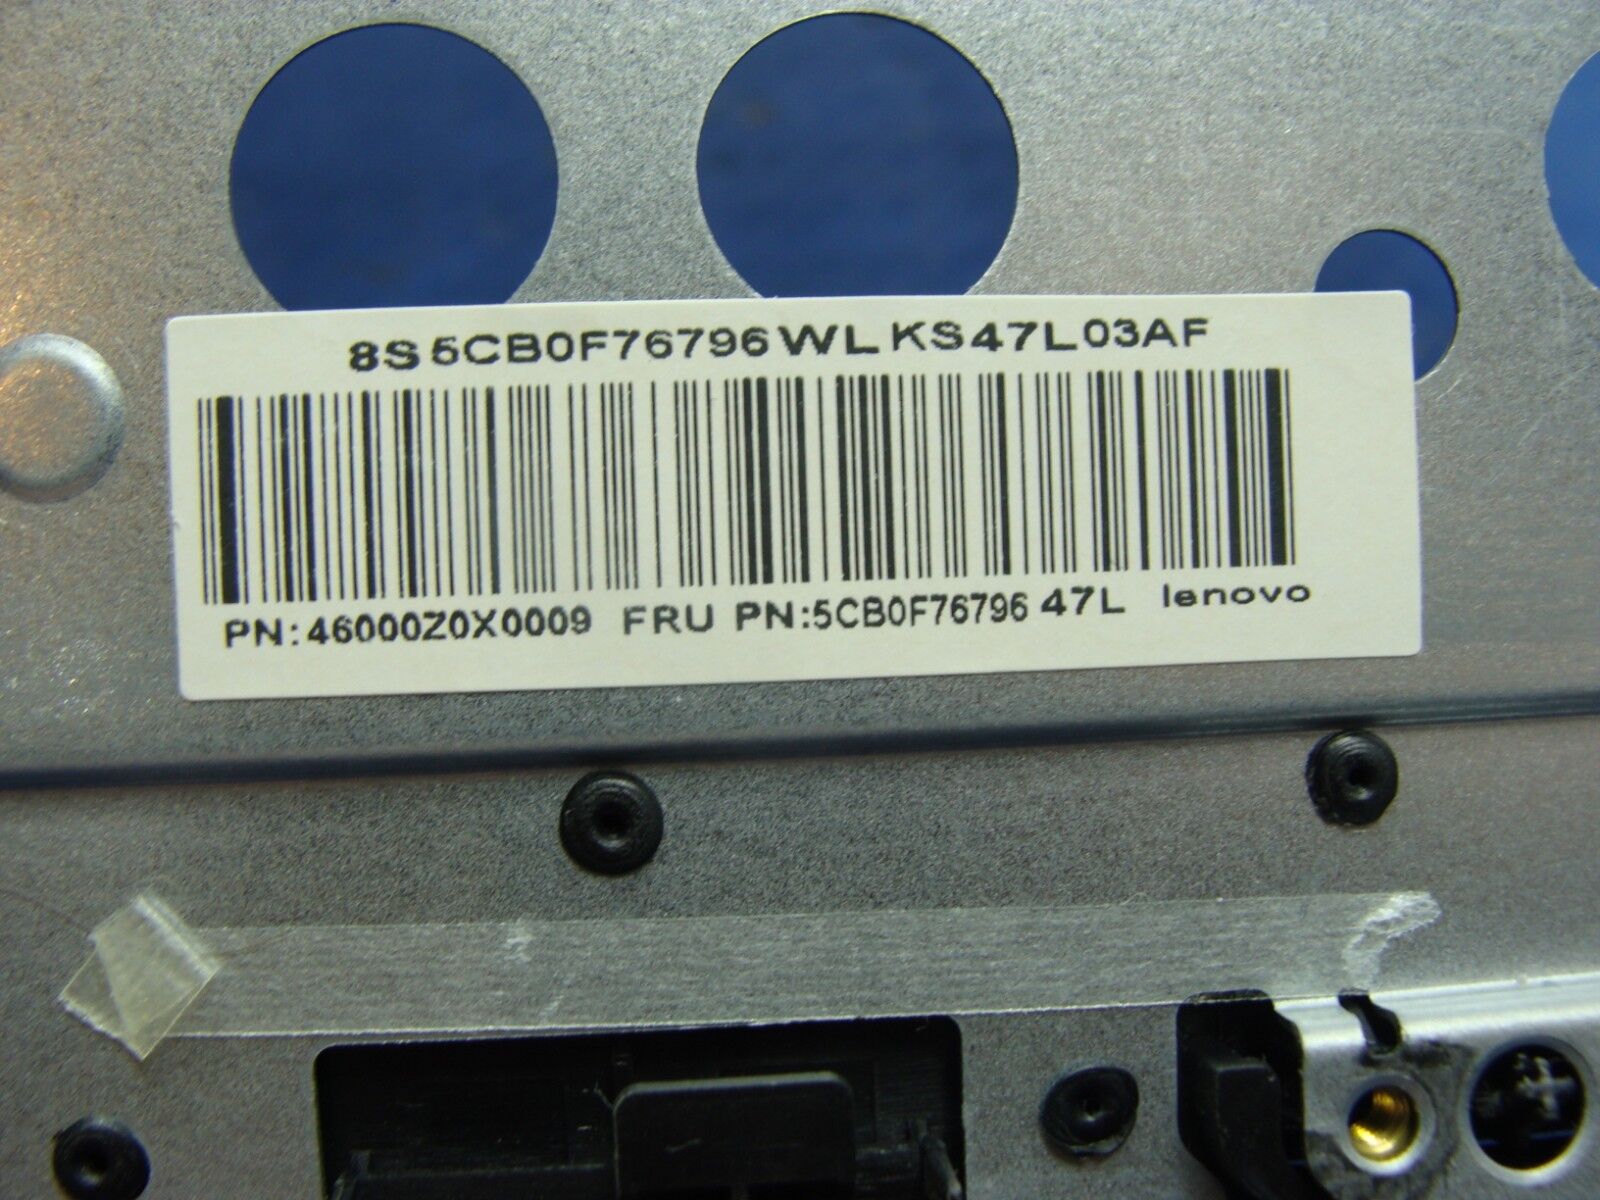 8S5CB0F76796WLKS47L03AF
PN:46000Z0X0009 FRU PN:5CB0F76796 47L lenovo